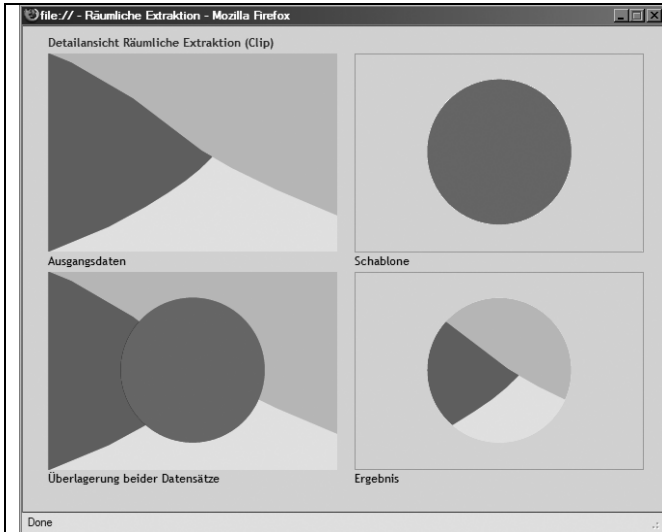 file:// - Räumliche Extraktion - Mozilla Firefox
Detailansicht Räumliche Extraktion (Clip)
Ausgangsdaten
Schablone
Überlagerung beider Datensätze
Ergebnis
Done